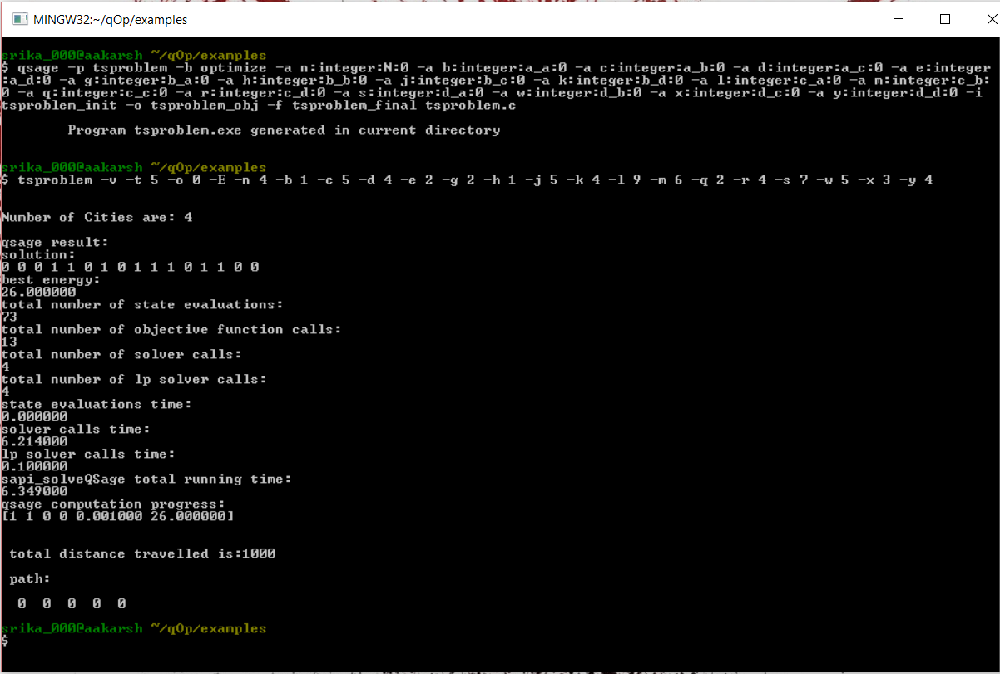 MINGW32:~/qOp/examples
srika_000@aakarsh ~/qOp/examples
$ qsage -p tsproblem -b optimize -a n:integer:N:0 -a b:integer:a_a:0 -a c:integer:a_b:0 -a d:integer:a_c:0 -a e:integer
:a_d:0 -a g:integer:b_a:0 -a h:integer:b_b:0 -a j:integer:b_c:0 -a k:integer:b_d:0 -a l:integer:c_a:0 -a m:integer:c_b:
0 -a q:integer:c_c:0 -a r:integer:c_d:0 -a s:integer:d_a:0 -a w:integer:d_b:0 -a x:integer:d_c:0 -a y:integer:d_d:0 -i
tsproblem_init -o tsproblem_obj -f tsproblem_final tsproblem.c
Program tsproblem.exe generated in current directory
srika_000@aakarsh ~/qOp/examples
$ tsproblem -v -t 5 -o 0 -E -n 4 -b 1 -c 5 -d 4 -e 2 -g 2 -h 1 -j 5 -k 4 -l 9 -m 6 -q 2 -r 4 -s 7 -w 5 -x 3 -y 4
Number of Cities are: 4
qsage result:
solution:
0 0 0 1 1 0 1 0 1 1 1 0 1 1 0 0
best energy:
26.000000
total number of state evaluations:
73
total number of objective function calls:
13
total number of solver calls:
4
total number of lp solver calls:
4
state evaluations time:
0.000000
solver calls time:
6.214000
lp solver calls time:
0.100000
sapi_solveQSage total running time:
6.349000
qsage computation progress:
[1 1 0 0 0.001000 26.000000]
total distance travelled is:1000
path:
0 0 0 0 0
srika_000@aakarsh ~/qOp/examples
$